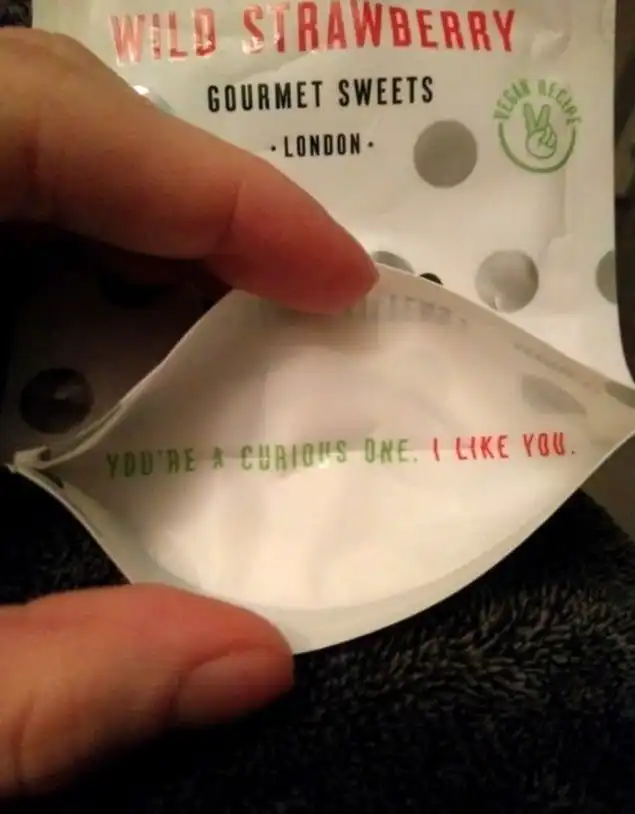 WILD STRAWBERRY
GOURMET SWEETS
· LONDON ·
VEGAN RECIPE
YOU'RE A CURIOUS ONE. I LIKE YOU.